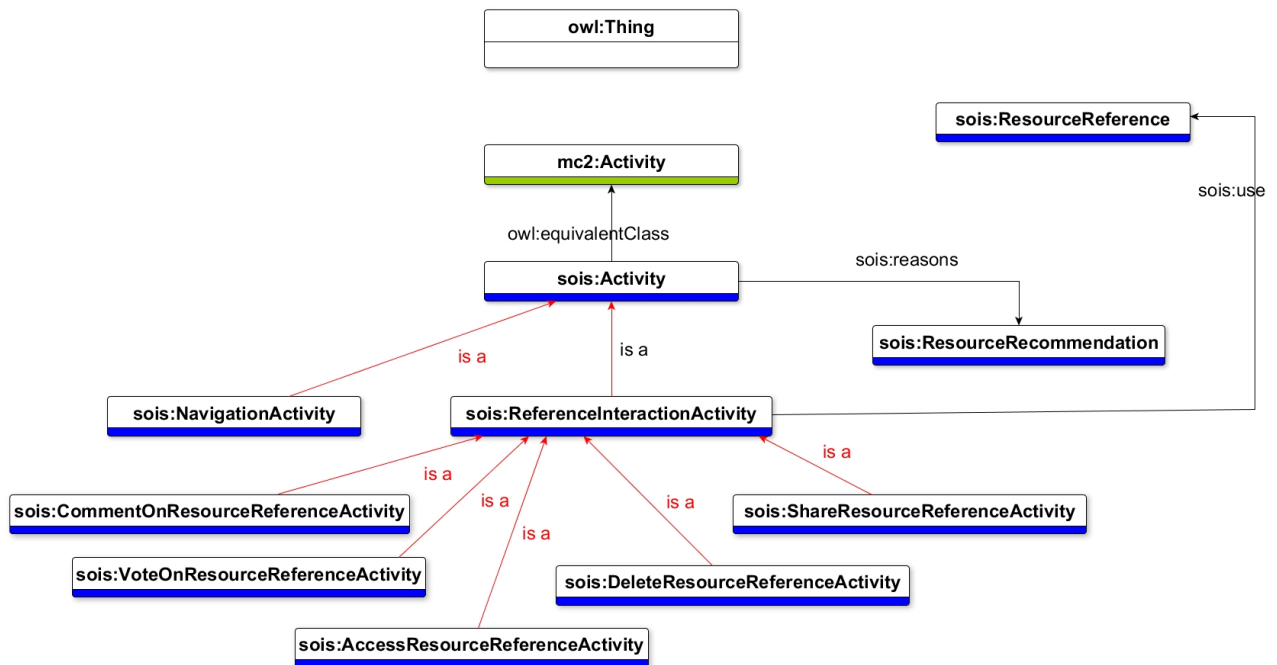 owl:Thing
sois:ResourceReference
mc2:Activity
sois:use
owl:equivalentClass
sois:reasons
sois:Activity
sois:ResourceRecommendation
is a
is a
sois:NavigationActivity
sois:ReferenceInteractionActivity
is a
is a
is a
is a
is a
sois:CommentOnResourceReferenceActivity
sois:ShareResourceReferenceActivity
sois:VoteOnResourceReferenceActivity
sois:DeleteResourceReferenceActivity
sois:AccessResourceReferenceActivity